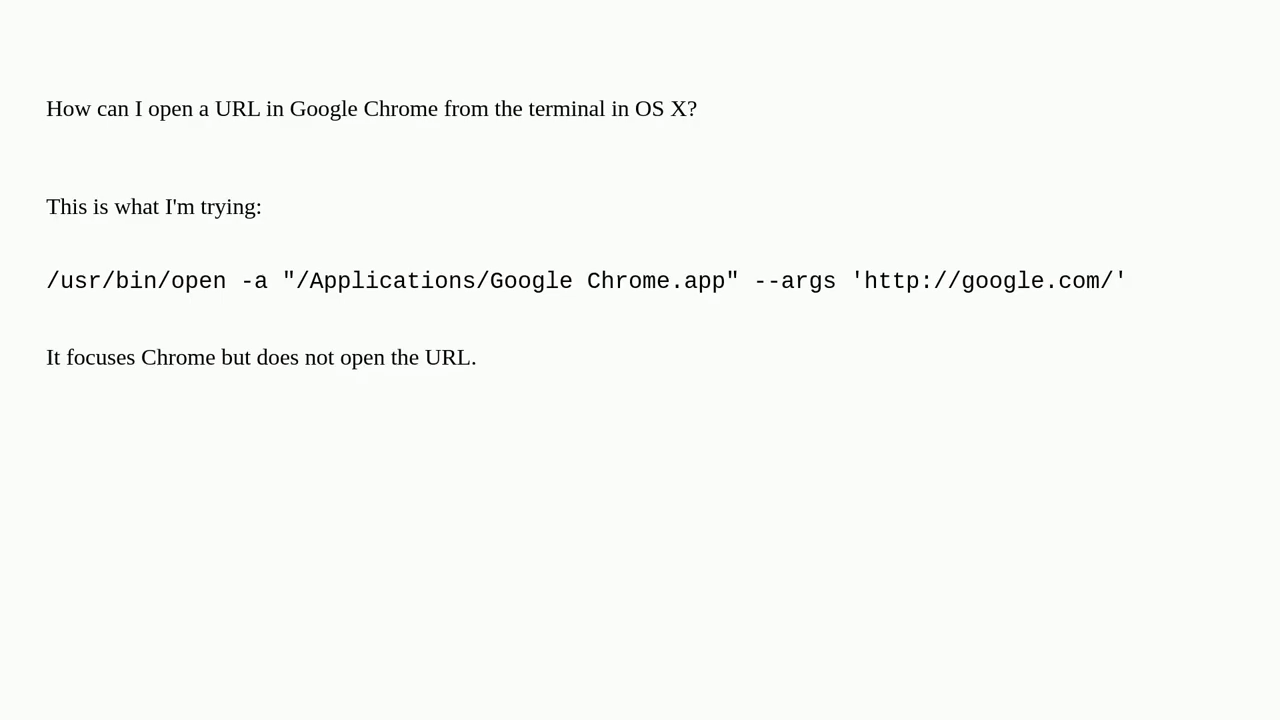 How can I open a URL in Google Chrome from the terminal in OS X?
This is what I'm trying:
/usr/bin/open -a "/Applications/Google Chrome.app" --args 'http://google.com/'
It focuses Chrome but does not open the URL.